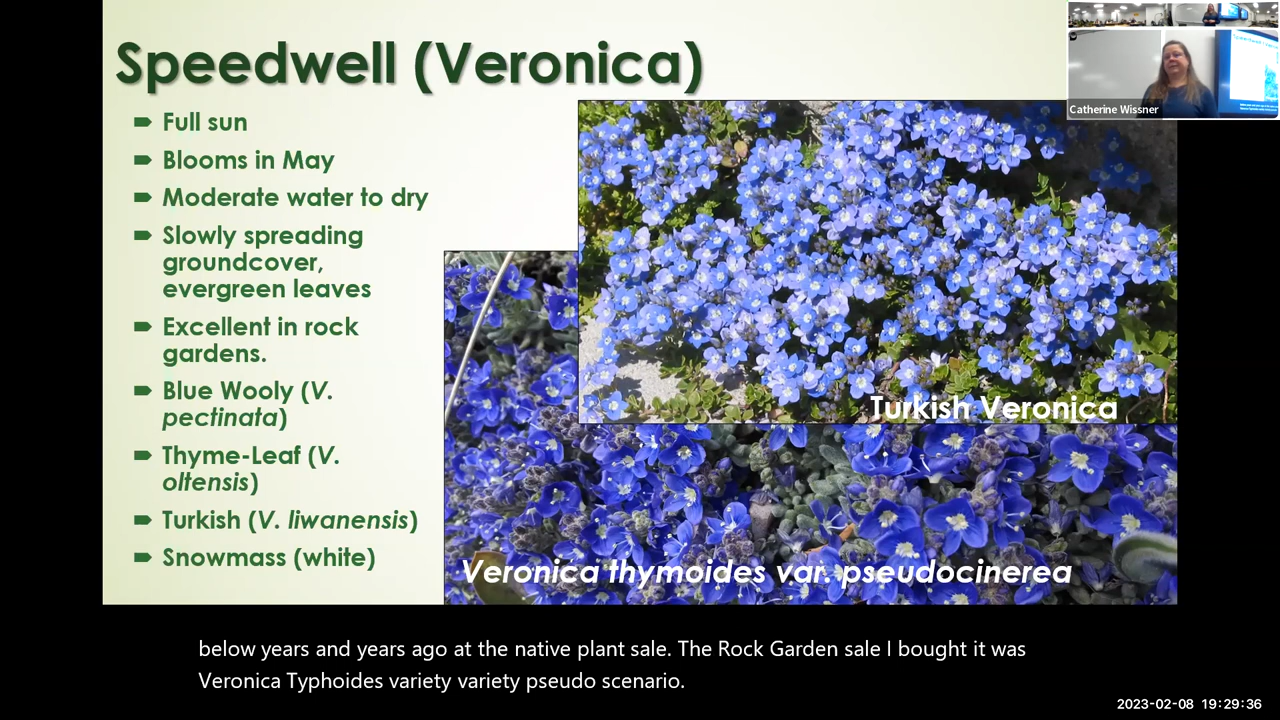 Speedwell (Veronica)
Full sun
Blooms in May
Moderate water to dry
Slowly spreading
groundcover,
evergreen leaves
Excellent in rock
gardens.
Blue Wooly (V.
pectinata)
Thyme-Leaf (V.
oltensis)
Turkish (V. liwanensis)
Snowmass (white)
Turkish Veronica
Veronica thymoides var. pseudocinerea
Catherine Wissner
below years and years ago at the native plant sale. The Rock Garden sale I bought it was
Veronica Typhoides variety variety pseudo scenario.
2023-02-08 19:29:36